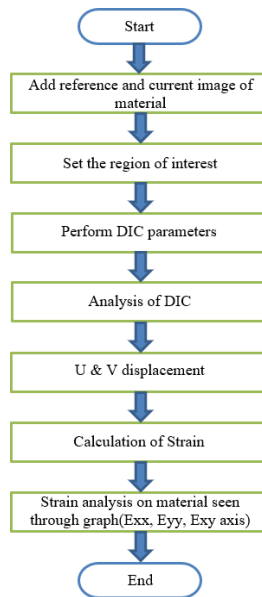 Start
Add reference and current image of
material
Set the region of interest
Perform DIC parameters
Analysis of DIC
U & V displacement
Calculation of Strain
Strain analysis on material seen
through graph(Exx, Eyy, Exy axis)
End